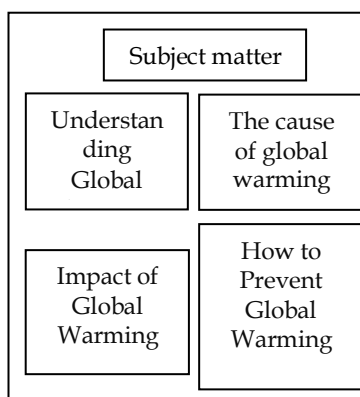 Subject matter
Understan
ding
Global
The cause
of global
warming
Impact of
Global
Warming
How to
Prevent
Global
Warming